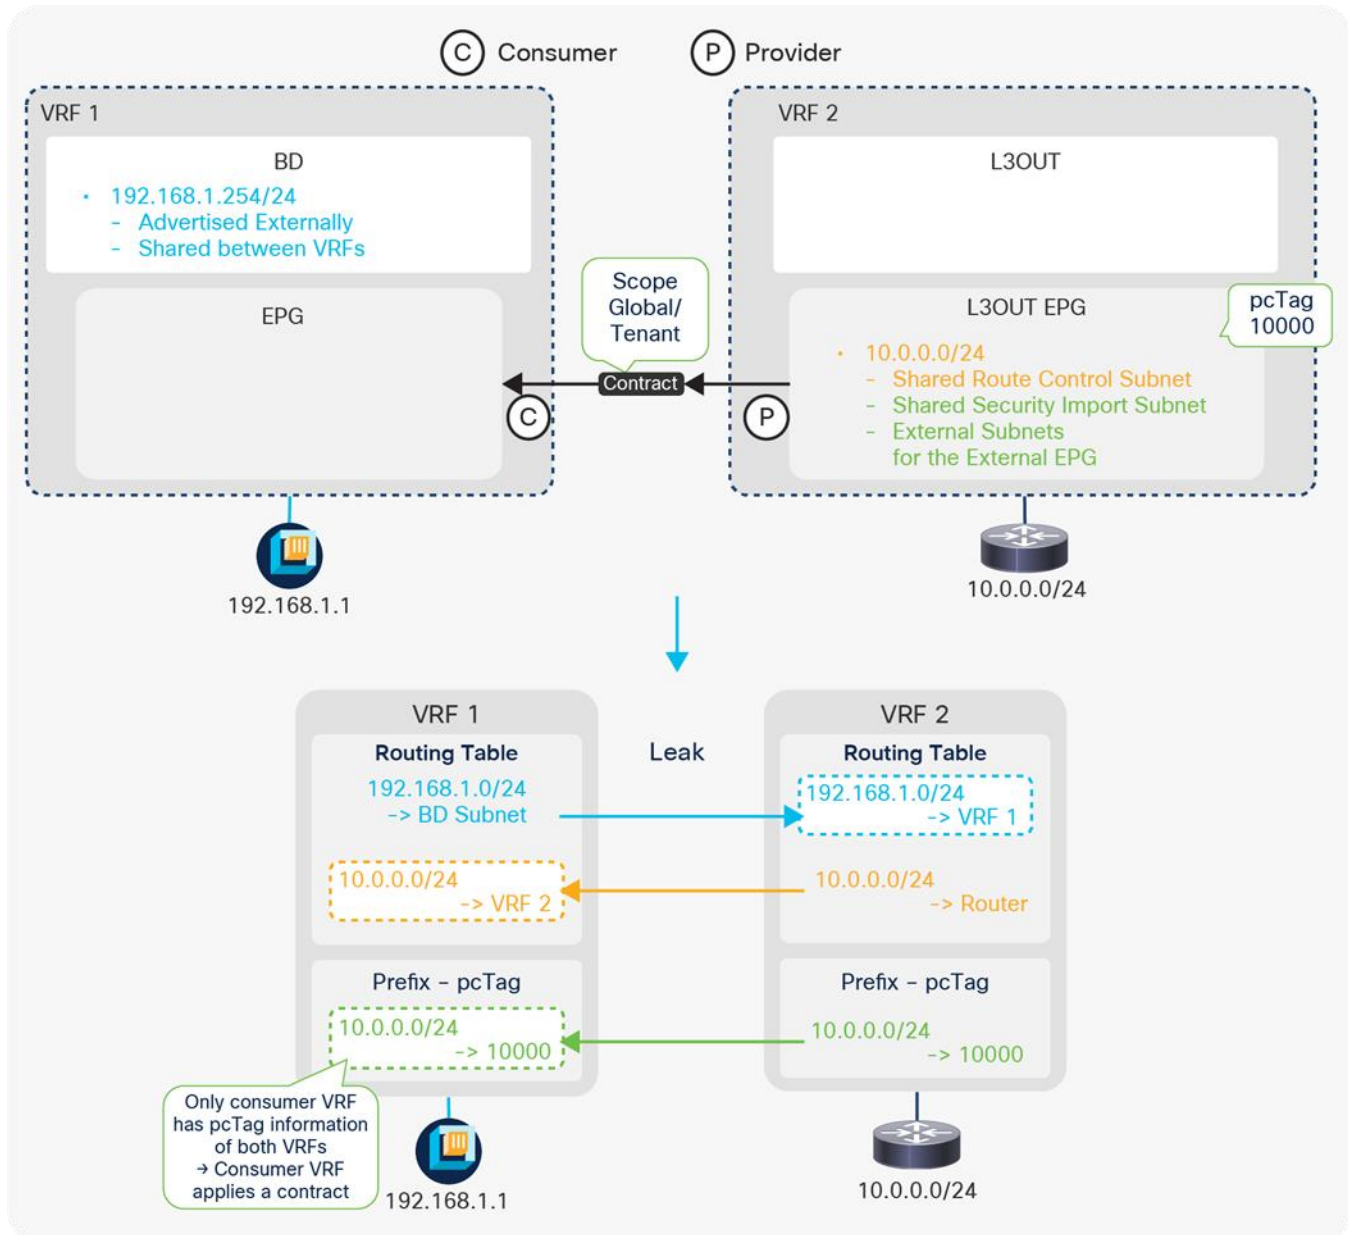 C Consumer
P Provider
VRF 1
BD
• 192.168.1.254/24
- Advertised Externally
- Shared between VRFs
EPG
Scope
Global/
Tenant
Contract
C
P
VRF 2
L3OUT
L3OUT EPG
pcTag
10000
• 10.0.0.0/24
- Shared Route Control Subnet
- Shared Security Import Subnet
- External Subnets
for the External EPG
192.168.1.1
10.0.0.0/24
VRF 1
Routing Table
192.168.1.0/24
-> BD Subnet
10.0.0.0/24
-> VRF 2
Prefix - pcTag
10.0.0.0/24
-> 10000
Leak
VRF 2
Routing Table
192.168.1.0/24
-> VRF 1
10.0.0.0/24
-> Router
Prefix - pcTag
10.0.0.0/24
-> 10000
Only consumer VRF
has pcTag information
of both VRFs
→ Consumer VRF
applies a contract
192.168.1.1
10.0.0.0/24